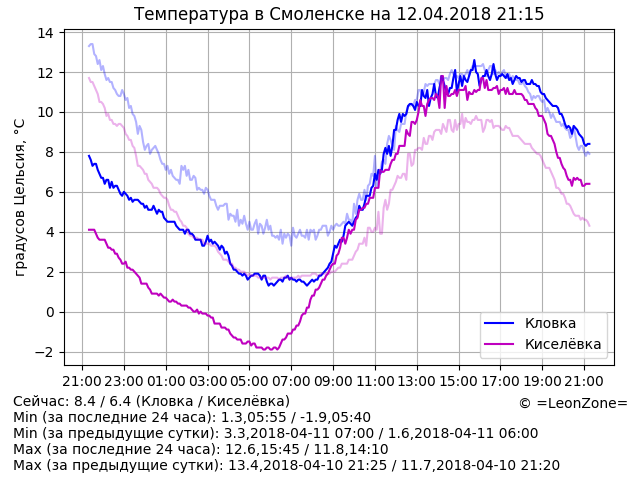 Температура в Смоленске на 12.04.2018 21:15
градусов Цельсия, °C
14
12
10
8
6
4
2
0
−2
Кловка
Киселёвка
21:00 23:00 01:00 03:00 05:00 07:00 09:00 11:00 13:00 15:00 17:00 19:00 21:00
Сейчас: 8.4 / 6.4 (Кловка / Киселёвка)
© =LeonZone=
Min (за последние 24 часа): 1.3,05:55 / -1.9,05:40
Min (за предыдущие сутки): 3.3,2018-04-11 07:00 / 1.6,2018-04-11 06:00
Max (за последние 24 часа): 12.6,15:45 / 11.8,14:10
Max (за предыдущие сутки): 13.4,2018-04-10 21:25 / 11.7,2018-04-10 21:20